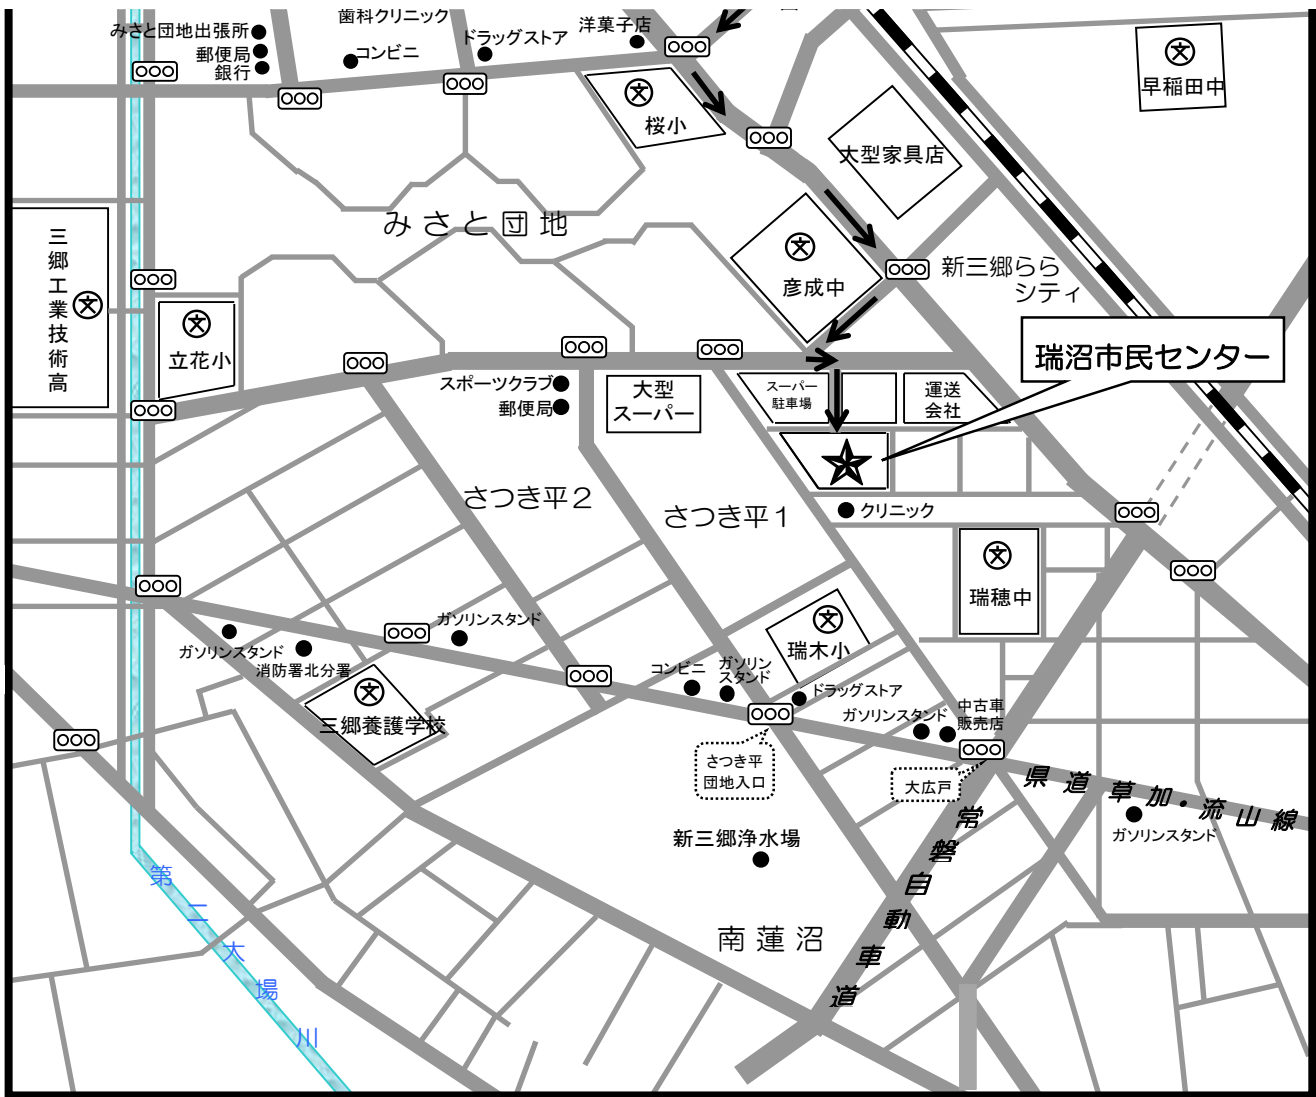 歯科クリニック
洋菓子店
みさと団地出張所
郵便局
銀行
コンビニ
ドラッグストア
早稲田中
桜小
大型家具店
みさと団地
三郷工業技術高
彦成中
新三郷らら
シティ
立花小
瑞沼市民センター
スポーツクラブ
郵便局
大型
スーパー
スーパー
駐車場
運送
会社
さつき平2
さつき平1
クリニック
瑞穂中
ガソリンスタンド
ガソリンスタンド
消防署北分署
三郷養護学校
瑞木小
コンビニ
ガソリン
スタンド
ドラッグストア
ガソリンスタンド
中古車
販売店
さつき平
団地入口
大広戸
県道草加・流山線
ガソリンスタンド
常磐自動車道
新三郷浄水場
南蓮沼
第二大場川